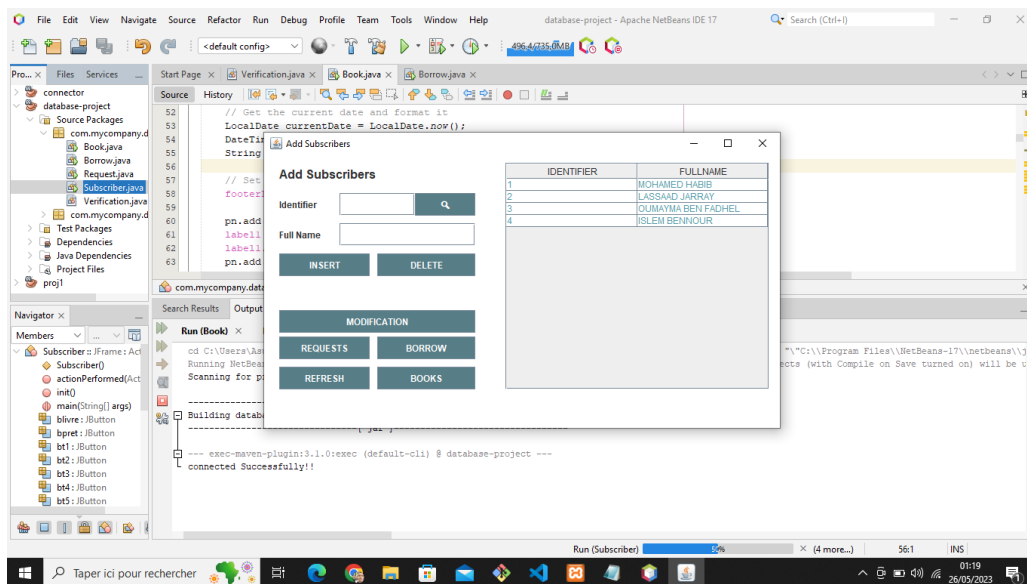 File Edit View Navigate Source Refactor Run Debug Profile Team Tools Window Help database-project - Apache NetBeans IDE 17 Search (Ctrl+I)
<default config> 496,4/735,0MB
Pro... × Files Services Start Page × Verification.java × Book.java × Borrow.java ×
Source History
connector
database-project
Source Packages
com.mycompany.d
Book.java
Borrow.java
Request.java
Subscriber.java
Verification.java
com.mycompany.d
Test Packages
Dependencies
Java Dependencies
Project Files
proj1
52 // Get the current date and format it
53 LocalDate currentDate = LocalDate.now();
54 DateTi
55 String
56
57 // Set
58 footer
59
60 pn.add
61 labell
62 labell
63 pn.add
com.mycompany.data
Add Subscribers
Add Subscribers
Identifier
Full Name
INSERT DELETE
MODIFICATION
REQUESTS BORROW
REFRESH BOOKS
IDENTIFIER FULLNAME
1 MOHAMED HABIB
2 LASSAAD JARRAY
3 OUMAYMA BEN FADHEL
4 ISLEM BENNOUR
Navigator ×
Members ...
Subscriber :: JFrame : Act
Subscriber()
actionPerformed(Act
init()
main(String[] args)
blivre : JButton
bpret : JButton
bt1 : JButton
bt2 : JButton
bt3 : JButton
bt4 : JButton
bt5 : JButton
Search Results Output
Run (Book) ×
cd C:\Users\As "\"C:\\Program Files\\NetBeans-17\\netbeans\\j
Running NetBea ects (with Compile on Save turned on) will be
Scanning for p
Building databa
--------------------------------[ jar ]---------------------------------
--- exec-maven-plugin:3.1.0:exec (default-cli) @ database-project ---
connected Successfully!!
Run (Subscriber) × (4 more...) 56:1 INS
Taper ici pour rechercher 01:19
26/05/2023